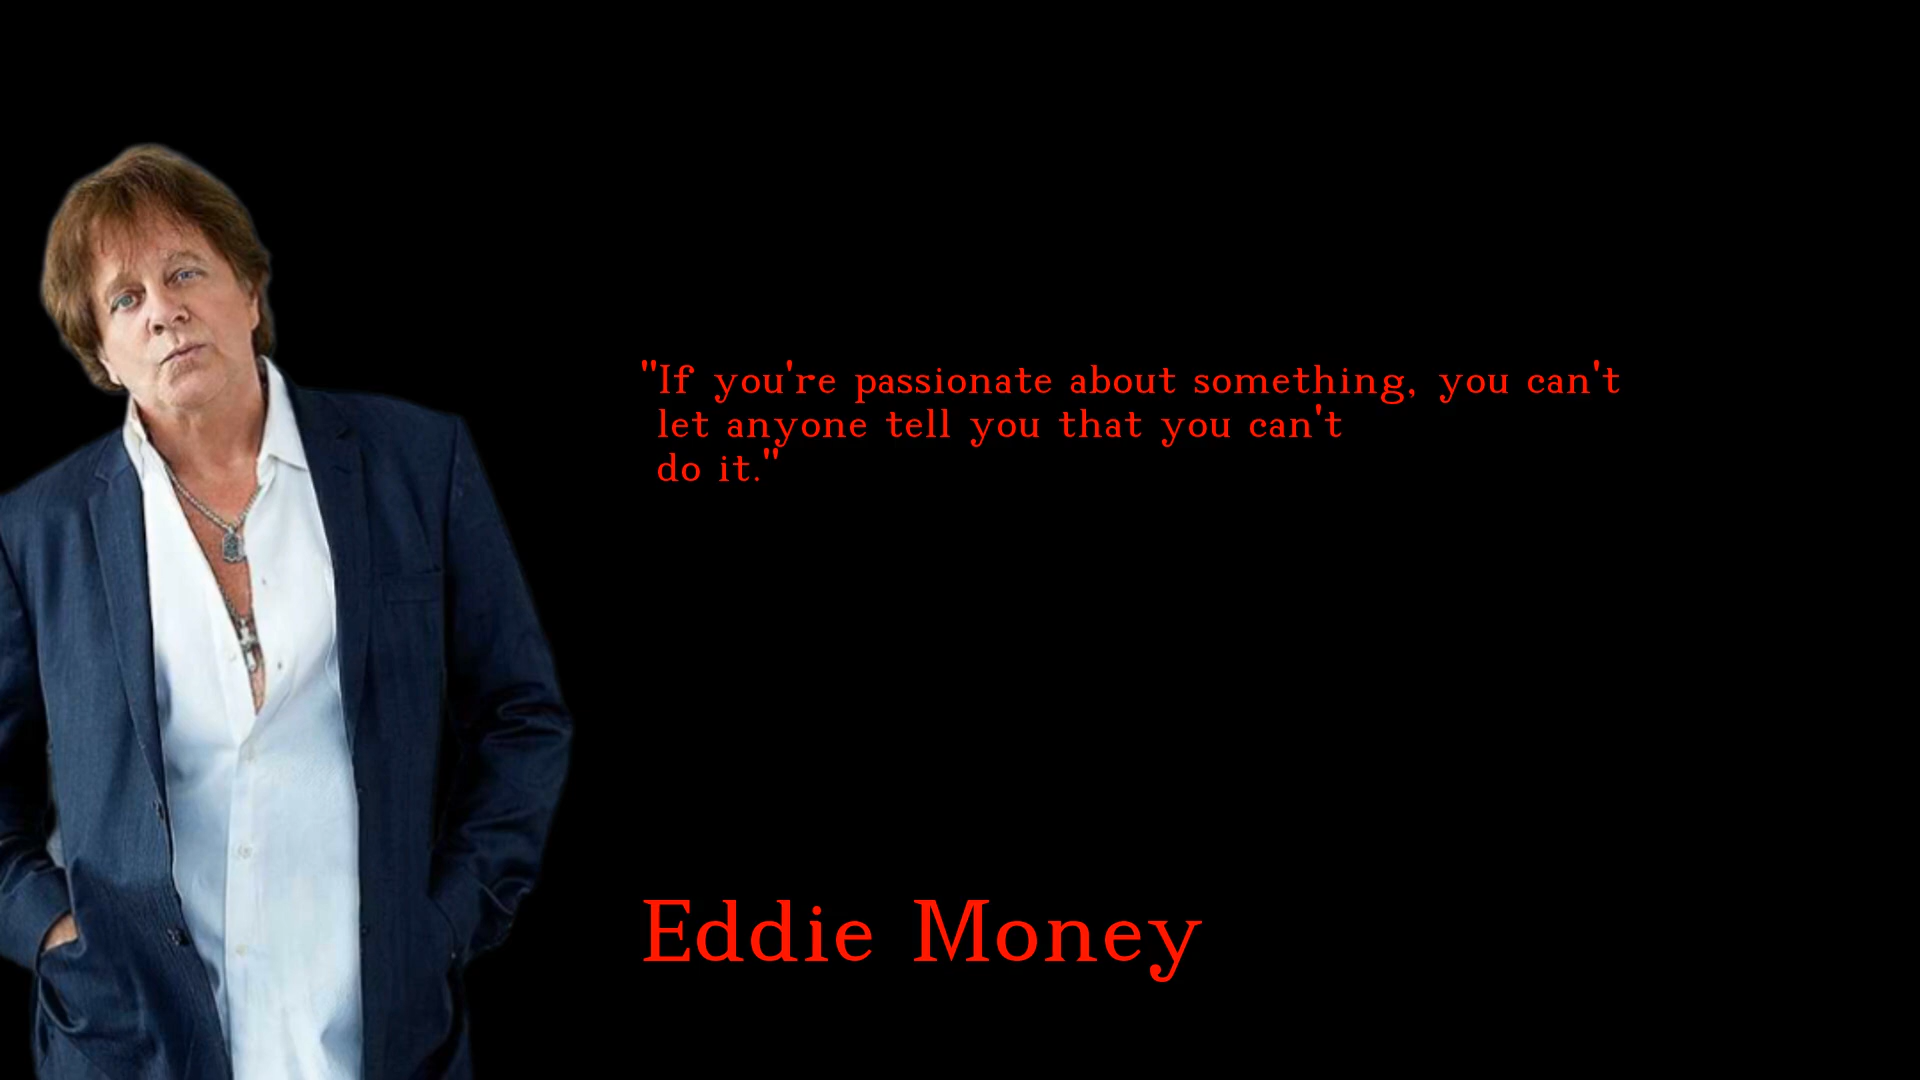 "If you're passionate about something, you can't
let anyone tell you that you can't
do it."
Eddie Money